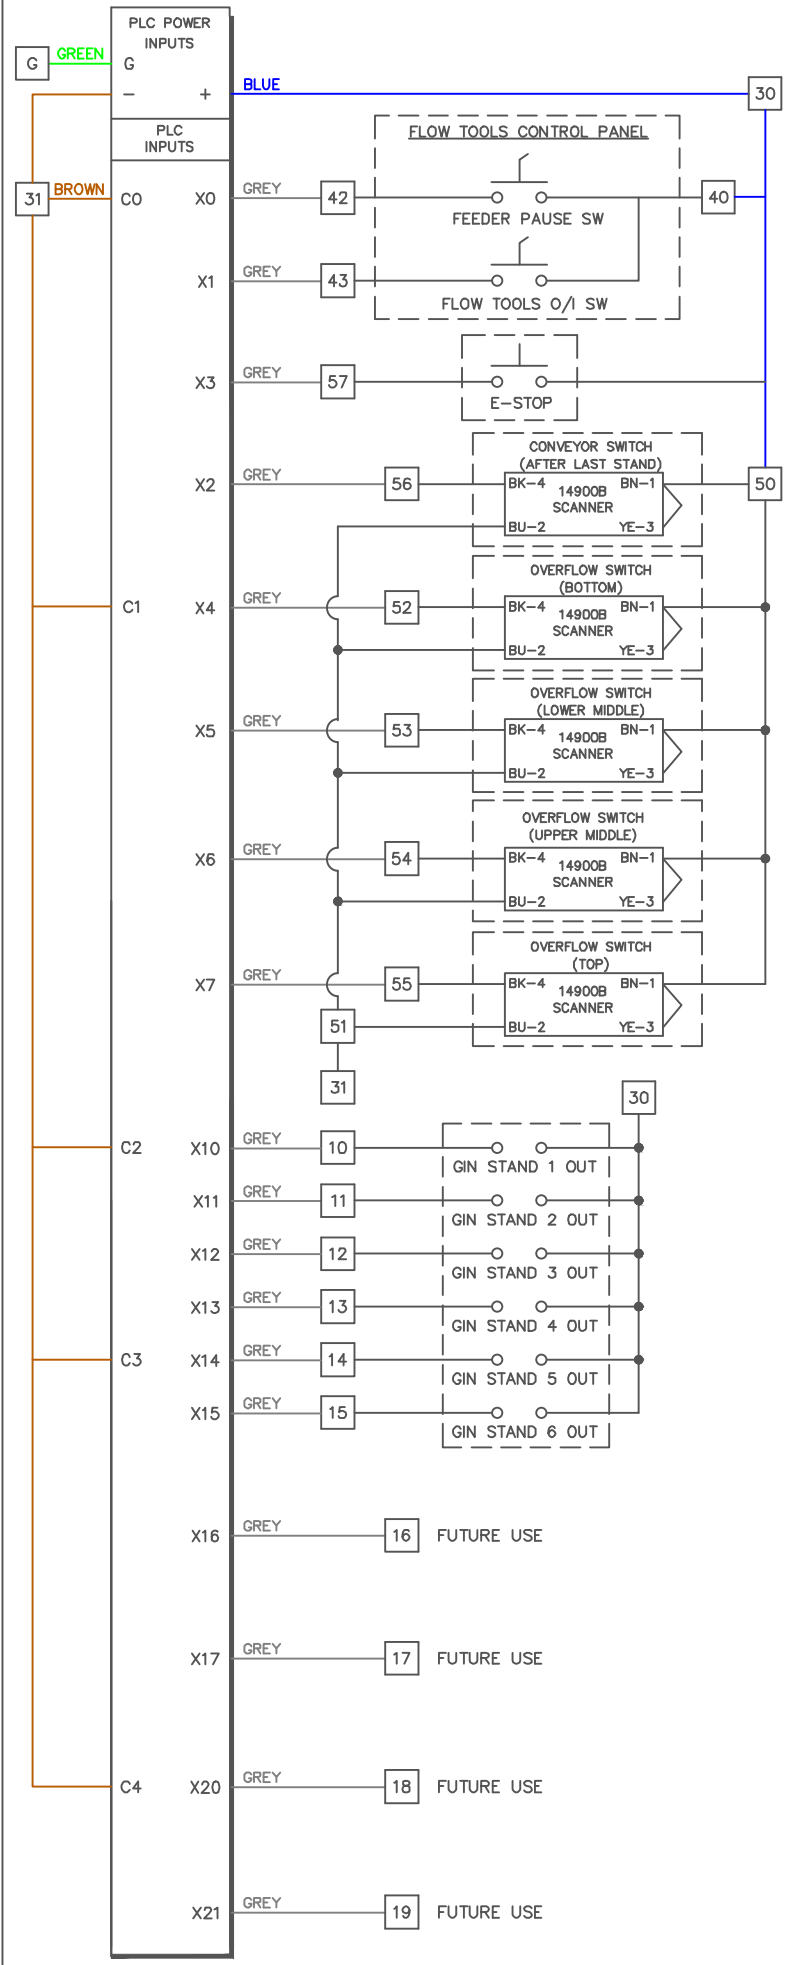 PLC POWER
INPUTS
G GREEN G
− + BLUE 30
PLC
INPUTS
FLOW TOOLS CONTROL PANEL
31 BROWN C0 X0 GREY 42 40
FEEDER PAUSE SW
X1 GREY 43
FLOW TOOLS O/I SW
X3 GREY 57
E−STOP
CONVEYOR SWITCH
(AFTER LAST STAND)
X2 GREY 56 BK−4 BN−1 50
14900B
SCANNER
BU−2 YE−3
OVERFLOW SWITCH
(BOTTOM)
C1 X4 GREY 52 BK−4 BN−1
14900B
SCANNER
BU−2 YE−3
OVERFLOW SWITCH
(LOWER MIDDLE)
X5 GREY 53 BK−4 BN−1
14900B
SCANNER
BU−2 YE−3
OVERFLOW SWITCH
(UPPER MIDDLE)
X6 GREY 54 BK−4 BN−1
14900B
SCANNER
BU−2 YE−3
OVERFLOW SWITCH
(TOP)
X7 GREY 55 BK−4 BN−1
14900B
SCANNER
51 BU−2 YE−3
31
30
C2 X10 GREY 10
GIN STAND 1 OUT
X11 GREY 11
GIN STAND 2 OUT
X12 GREY 12
GIN STAND 3 OUT
X13 GREY 13
GIN STAND 4 OUT
C3 X14 GREY 14
GIN STAND 5 OUT
X15 GREY 15
GIN STAND 6 OUT
X16 GREY 16 FUTURE USE
X17 GREY 17 FUTURE USE
C4 X20 GREY 18 FUTURE USE
X21 GREY 19 FUTURE USE